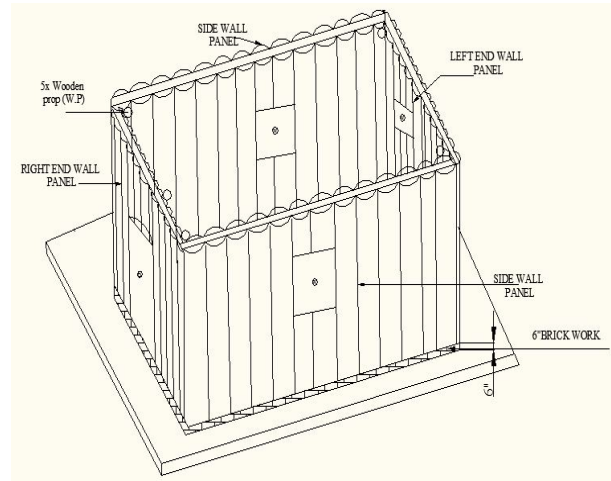 SIDE WALL
PANEL
LEFT END WALL
PANEL
5x Wooden
prop (W.P)
RIGHT END WALL
PANEL
SIDE WALL
PANEL
6"BRICK WORK
6"